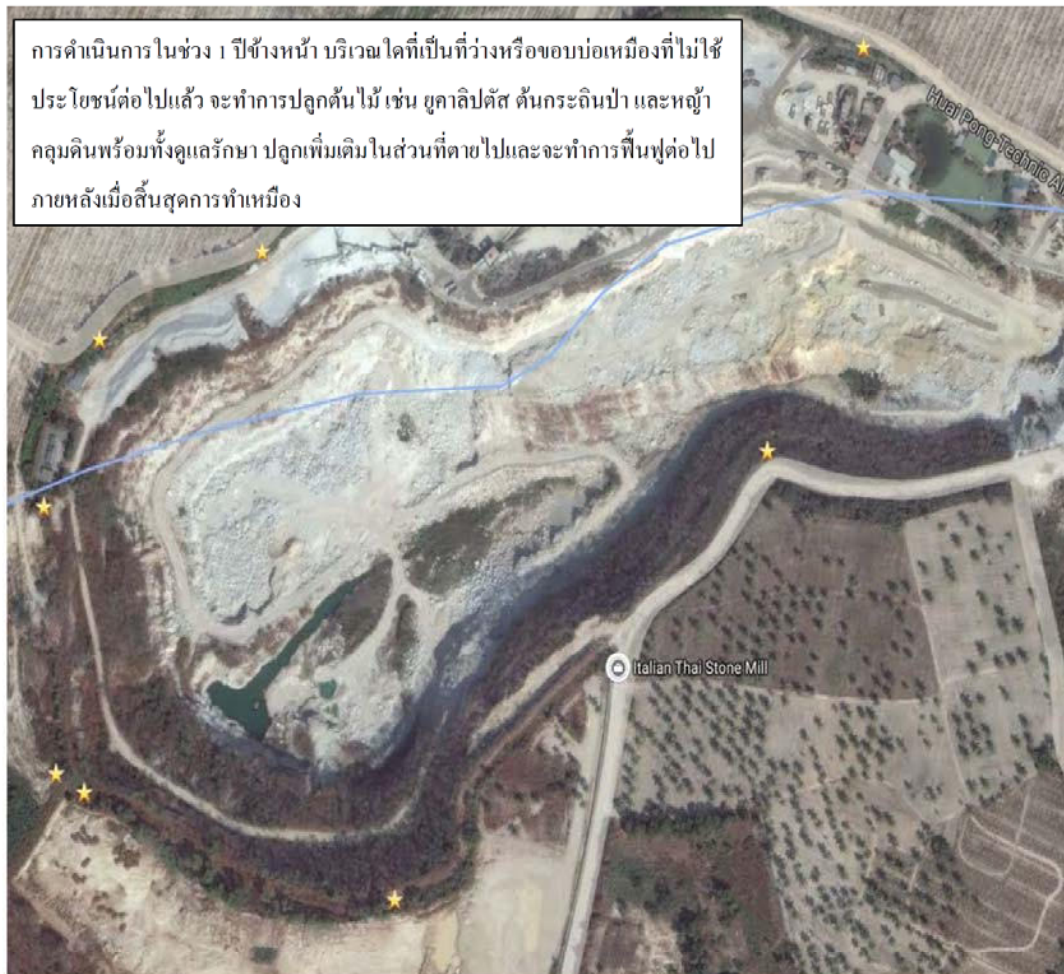 การดำเนินการในช่วง 1 ปีข้างหน้า บริเวณใดที่เป็นที่ว่างหรือขอบบ่อเหมืองที่ไม่ใช้
ประโยชน์ต่อไปแล้ว จะทำการปลูกต้นไม้ เช่น ยูคาลิปตัส ต้นกระถินป่า และหญ้า
คลุมดินพร้อมทั้งดูแลรักษา ปลูกเพิ่มเติมในส่วนที่ตายไปและจะทำการฟื้นฟูต่อไป
ภายหลังเมื่อสิ้นสุดการทำเหมือง
Huai Pong-Technic
Italian Thai Stone Mill